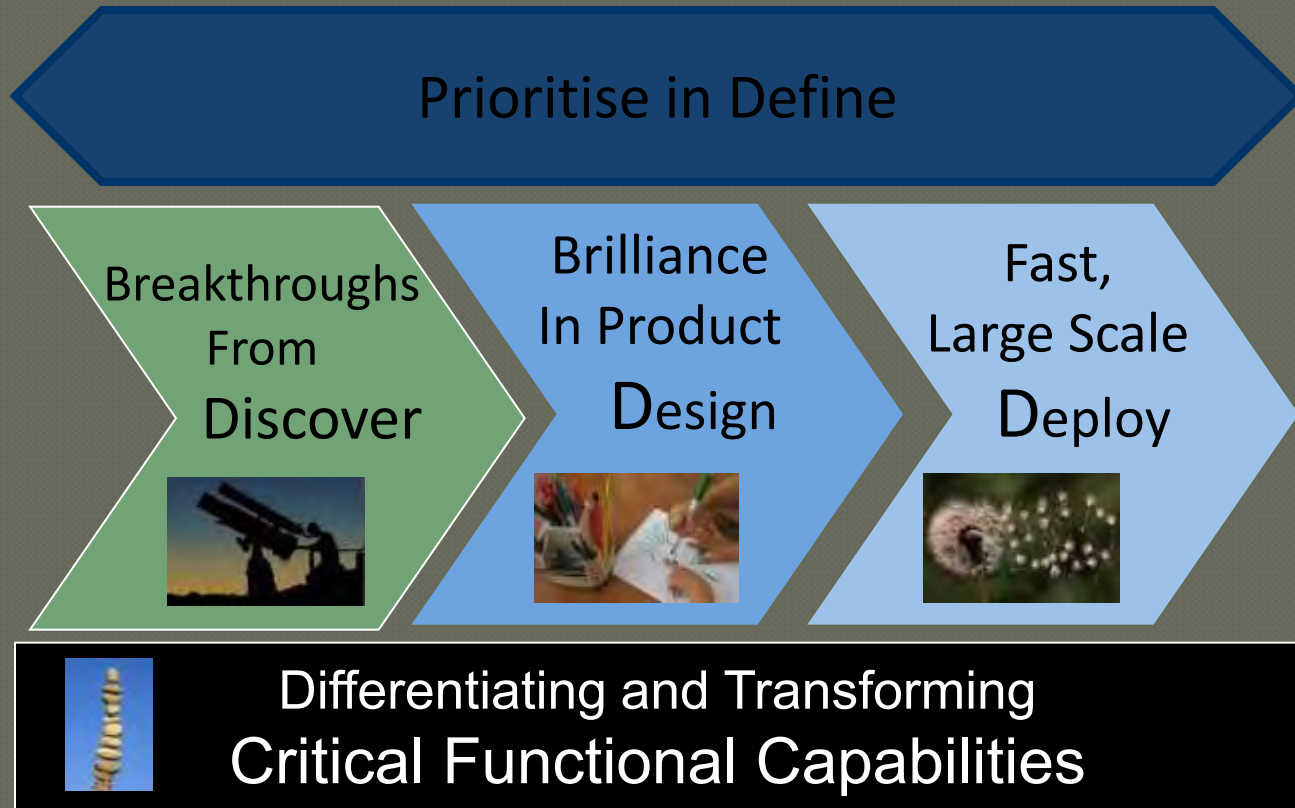 Prioritise in Define
Breakthroughs
From
Discover
Brilliance
In Product
Design
Fast,
Large Scale
Deploy
Differentiating and Transforming
Critical Functional Capabilities